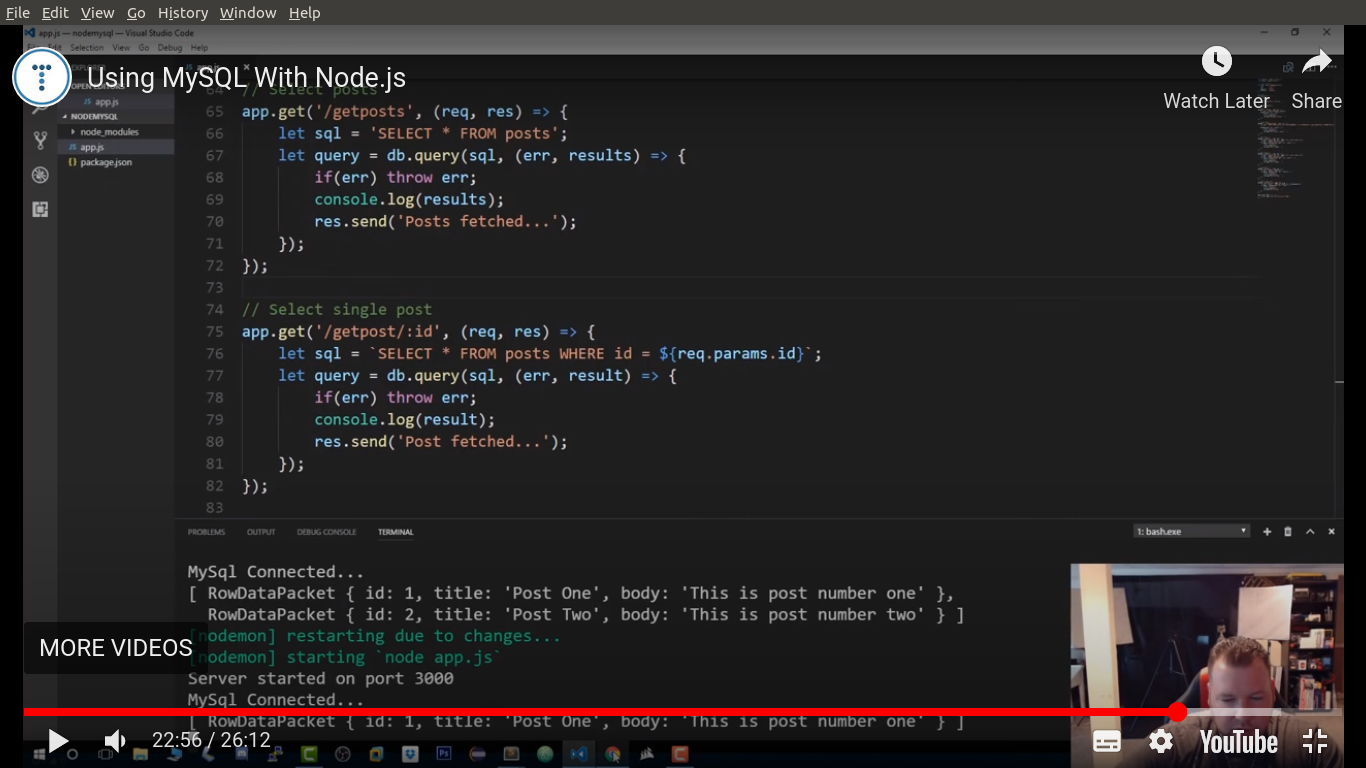 File Edit View Go History Window Help
app.js — nodemysql — Visual Studio Code
File Edit Selection View Go Debug Help
Using MySQL With Node.js
Watch Later
Share
OPEN EDITORS
JS app.js
NODEMYSQL
node_modules
JS app.js
{} package.json
64 // Select posts
65 app.get('/getposts', (req, res) => {
66 let sql = 'SELECT * FROM posts';
67 let query = db.query(sql, (err, results) => {
68 if(err) throw err;
69 console.log(results);
70 res.send('Posts fetched...');
71 });
72 });
73
74 // Select single post
75 app.get('/getpost/:id', (req, res) => {
76 let sql = `SELECT * FROM posts WHERE id = ${req.params.id}`;
77 let query = db.query(sql, (err, result) => {
78 if(err) throw err;
79 console.log(result);
80 res.send('Post fetched...');
81 });
82 });
83
PROBLEMS OUTPUT DEBUG CONSOLE TERMINAL
1: bash.exe
MySql Connected...
[ RowDataPacket { id: 1, title: 'Post One', body: 'This is post number one' },
RowDataPacket { id: 2, title: 'Post Two', body: 'This is post number two' } ]
[nodemon] restarting due to changes...
[nodemon] starting `node app.js`
Server started on port 3000
MySql Connected...
[ RowDataPacket { id: 1, title: 'Post One', body: 'This is post number one' } ]
MORE VIDEOS
22:56 / 26:12
YouTube